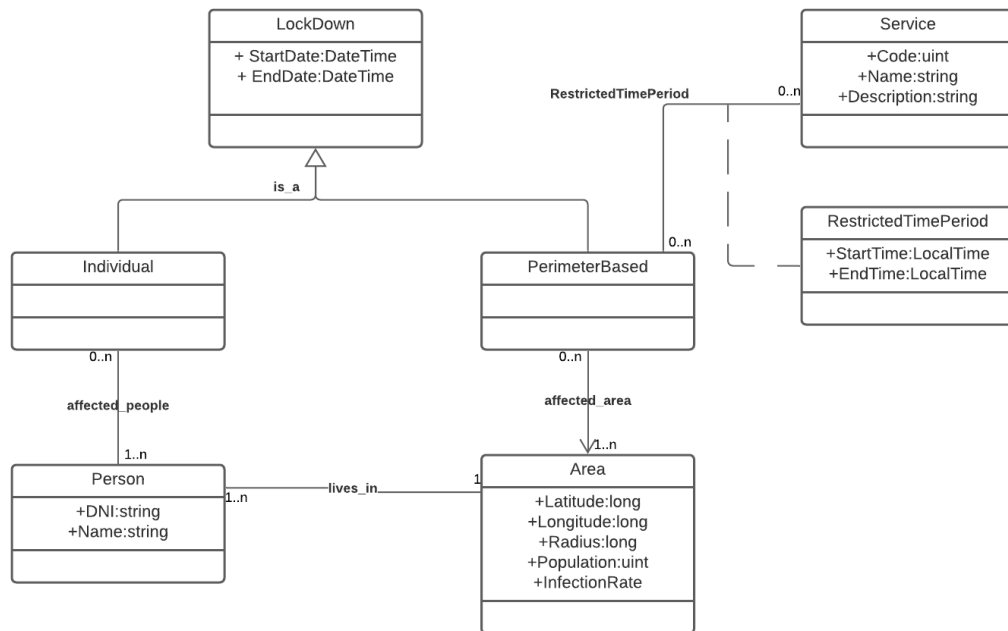 LockDown
+ StartDate:DateTime
+ EndDate:DateTime
Service
+Code:uint
+Name:string
+Description:string
RestrictedTimePeriod
0..n
0..n
is_a
RestrictedTimePeriod
+StartTime:LocalTime
+EndTime:LocalTime
Individual
PerimeterBased
0..n
0..n
affected_people
affected_area
1..n
1..n
Person
+DNI:string
+Name:string
1..n
lives_in
1
Area
+Latitude:long
+Longitude:long
+Radius:long
+Population:uint
+InfectionRate